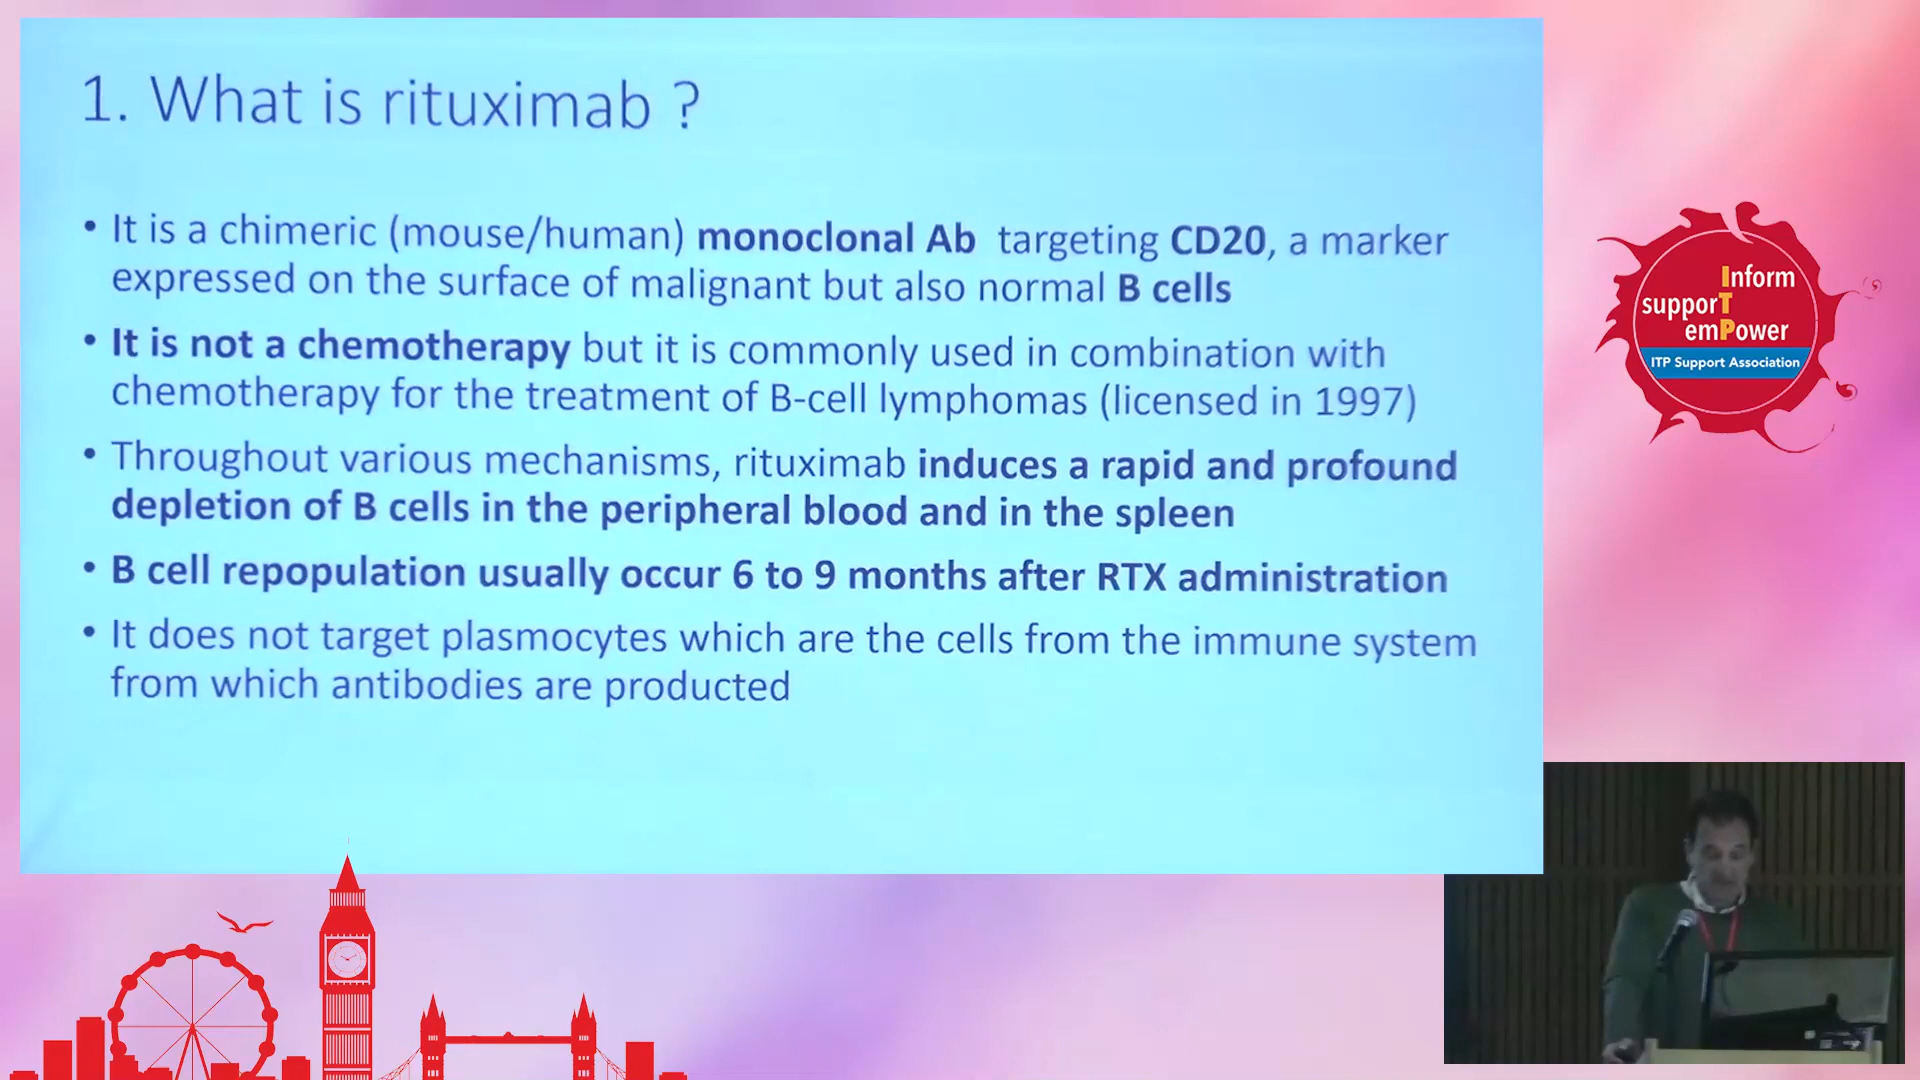 1. What is rituximab ?
• It is a chimeric (mouse/human) monoclonal Ab targeting CD20, a marker
expressed on the surface of malignant but also normal B cells
• It is not a chemotherapy but it is commonly used in combination with
chemotherapy for the treatment of B-cell lymphomas (licensed in 1997)
• Throughout various mechanisms, rituximab induces a rapid and profound
depletion of B cells in the peripheral blood and in the spleen
• B cell repopulation usually occur 6 to 9 months after RTX administration
• It does not target plasmocytes which are the cells from the immune system
from which antibodies are producted
Inform
supporT
emPower
ITP Support Association